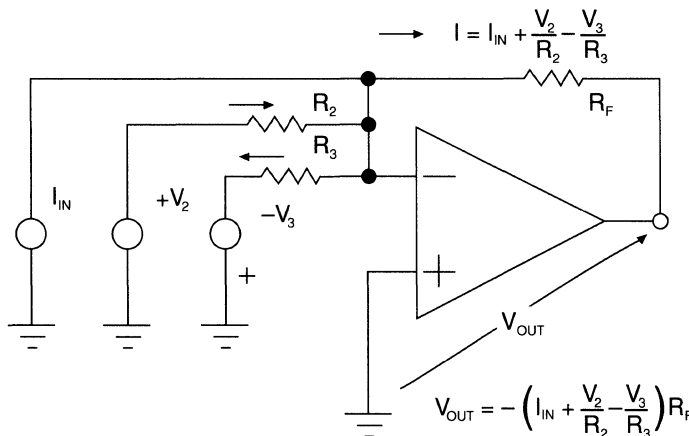 I = I_IN + V_2/R_2 − V_3/R_3
R_2
R_F
R_3
I_IN
+V_2
−V_3
−
+
+
V_OUT
V_OUT = −(I_IN + V_2/R_2 − V_3/R_3)R_F